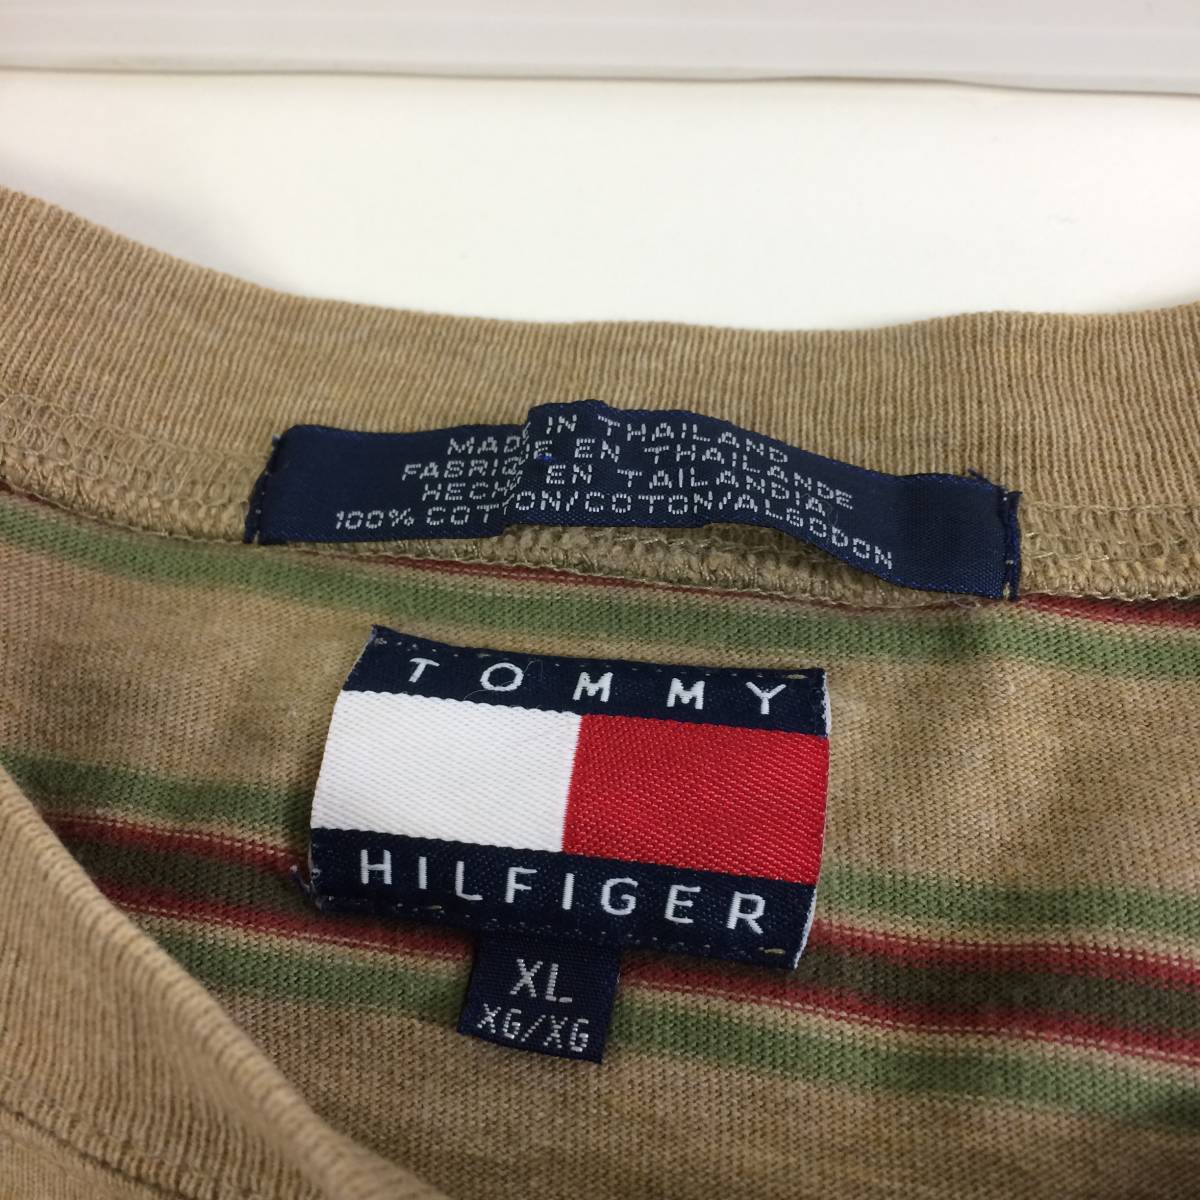 MADE IN THAILAND
FABRIQUE EN THAILANDE
HECHO EN TAILANDIA
100% COTTON/COTON/ALGODON
TOMMY
HILFIGER
XL
XG/XG